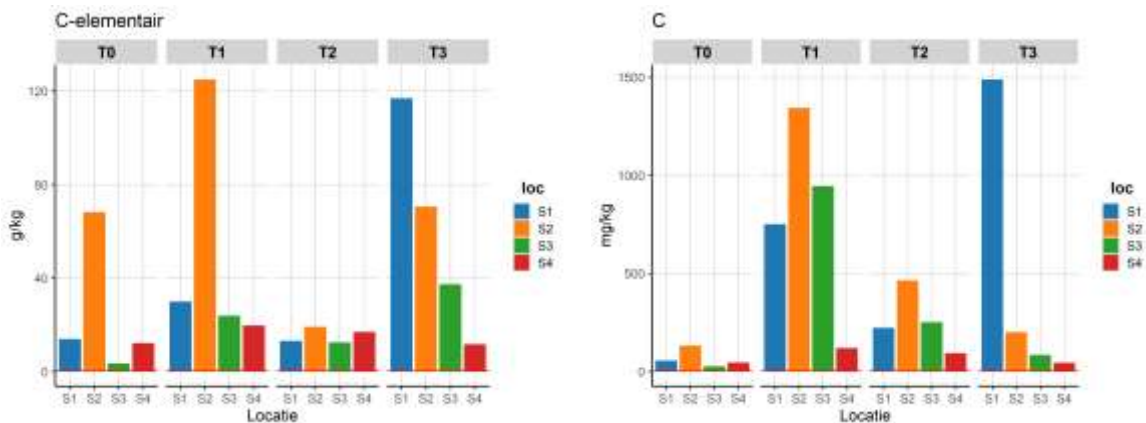 C-elementair
T0 T1 T2 T3
120
80
40
0
g/kg
S1 S2 S3 S4 S1 S2 S3 S4 S1 S2 S3 S4 S1 S2 S3 S4
Locatie
loc
S1
S2
S3
S4
C
T0 T1 T2 T3
1500
1000
500
0
mg/kg
S1 S2 S3 S4 S1 S2 S3 S4 S1 S2 S3 S4 S1 S2 S3 S4
Locatie
loc
S1
S2
S3
S4